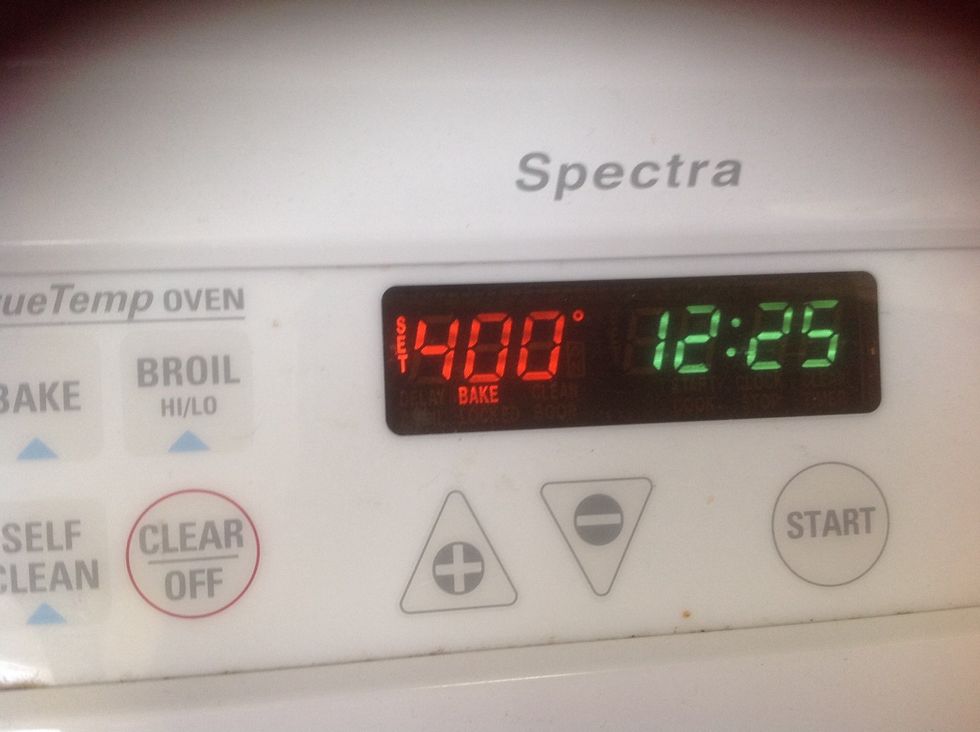 Spectra
ueTemp OVEN
SET 400° 12:25
BAKE
BAKE
BROIL
HI/LO
SELF
CLEAN
CLEAR
OFF
START